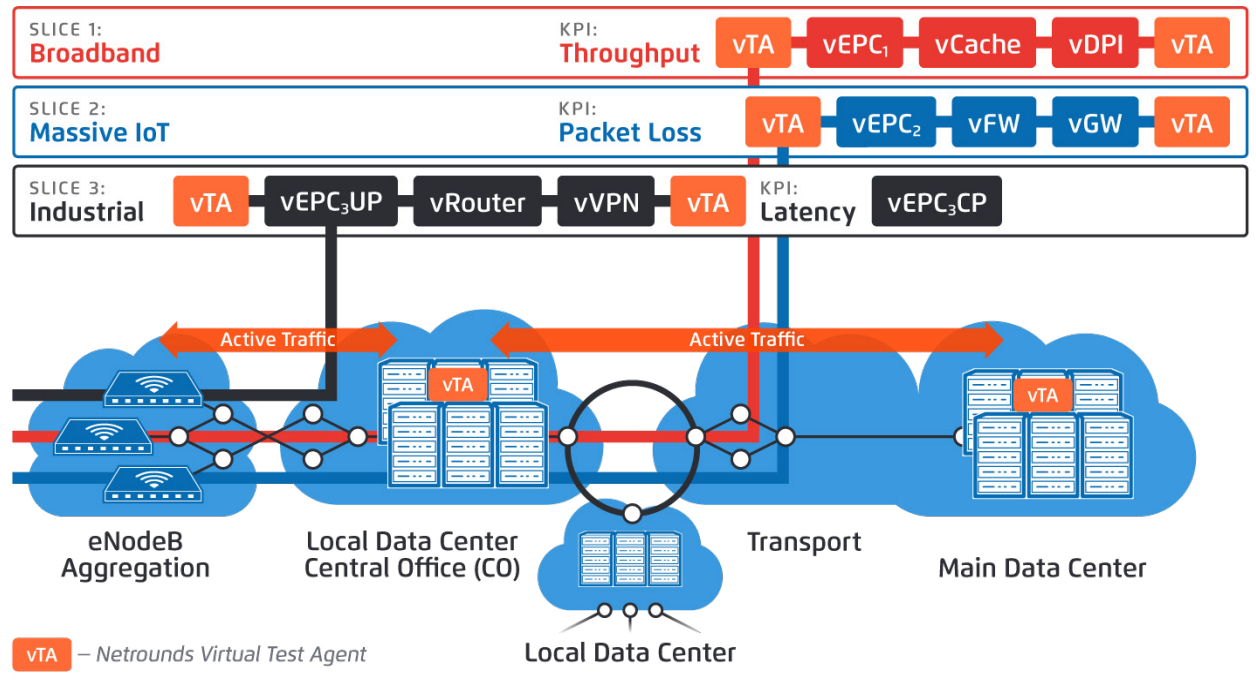 SLICE 1:
Broadband
KPI:
Throughput
vTA
vEPC₁
vCache
vDPI
vTA
SLICE 2:
Massive IoT
KPI:
Packet Loss
vTA
vEPC₂
vFW
vGW
vTA
SLICE 3:
Industrial
vTA
vEPC₃UP
vRouter
vVPN
vTA
KPI:
Latency
vEPC₃CP
Active Traffic
Active Traffic
vTA
vTA
eNodeB
Aggregation
Local Data Center
Central Office (CO)
Transport
Main Data Center
Local Data Center
vTA – Netrounds Virtual Test Agent